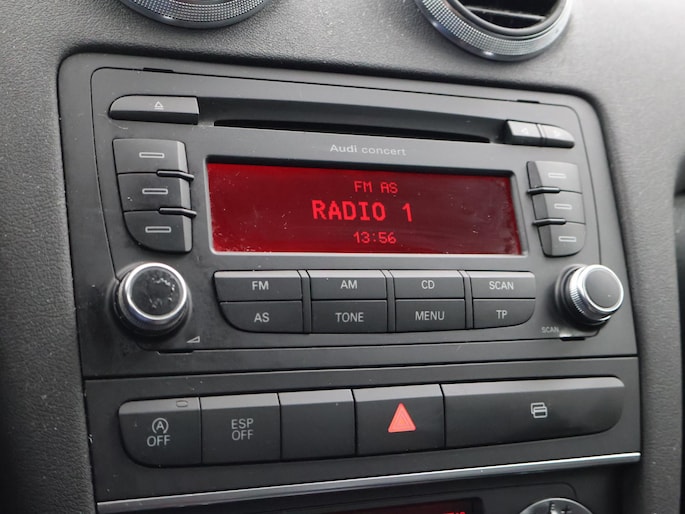 Audi concert
FM AS
RADIO 1
13:56
FM AM CD SCAN
AS TONE MENU TP
SCAN
A
OFF
ESP
OFF